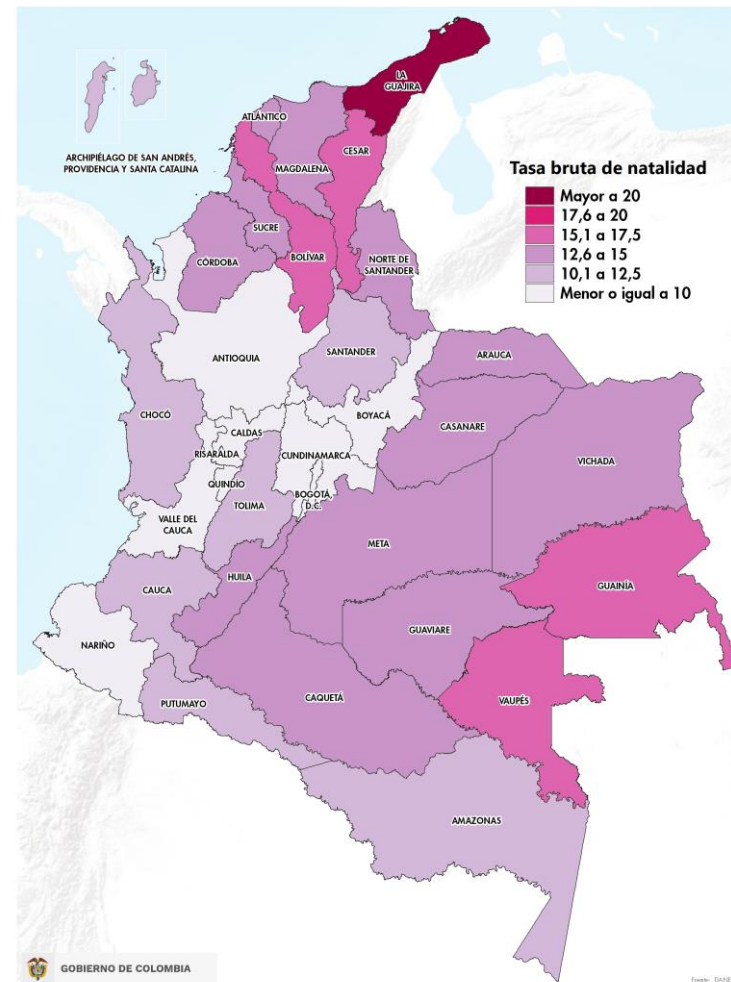 LA
GUAJIRA
ATLÁNTICO
ARCHIPIÉLAGO DE SAN ANDRÉS,
PROVIDENCIA Y SANTA CATALINA
MAGDALENA
CESAR
Tasa bruta de natalidad
Mayor a 20
17,6 a 20
15,1 a 17,5
12,6 a 15
10,1 a 12,5
Menor o igual a 10
SUCRE
CÓRDOBA
BOLÍVAR
NORTE DE
SANTANDER
ANTIOQUIA
SANTANDER
ARAUCA
CHOCÓ
BOYACÁ
CASANARE
CALDAS
RISARALDA
CUNDINAMARCA
VICHADA
QUINDÍO
BOGOTÁ,
D.C.
TOLIMA
VALLE DEL
CAUCA
META
HUILA
GUAINÍA
CAUCA
GUAVIARE
NARIÑO
CAQUETÁ
VAUPÉS
PUTUMAYO
AMAZONAS
GOBIERNO DE COLOMBIA
Fuente: DANE